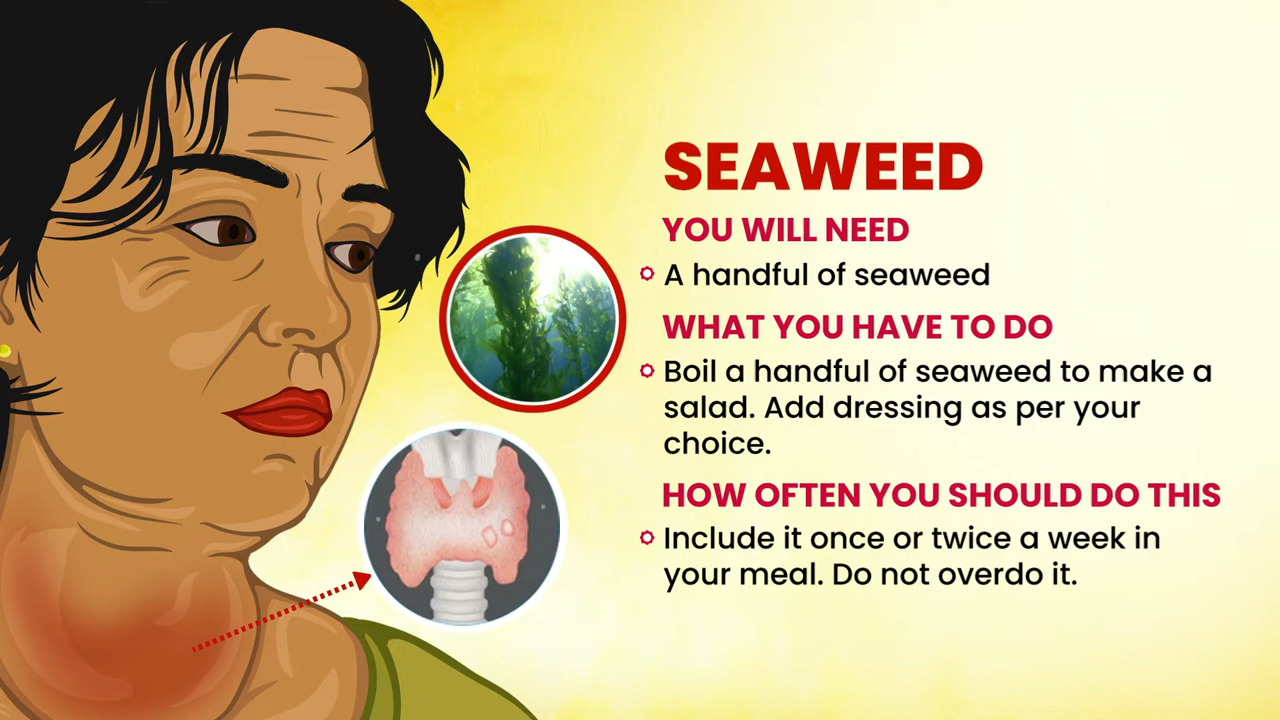 SEAWEED
YOU WILL NEED
A handful of seaweed
WHAT YOU HAVE TO DO
Boil a handful of seaweed to make a
salad. Add dressing as per your
choice.
HOW OFTEN YOU SHOULD DO THIS
Include it once or twice a week in
your meal. Do not overdo it.